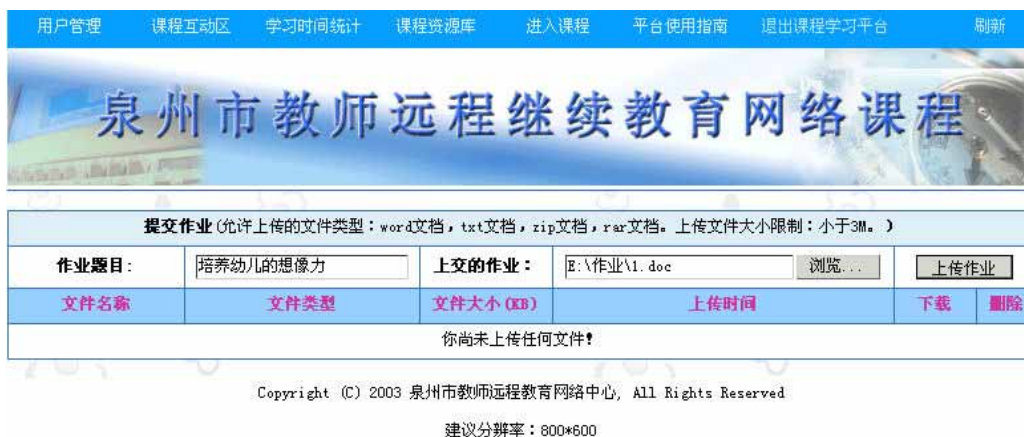 用户管理 课程互动区 学习时间统计 课程资源库 进入课程 平台使用指南 退出课程学习平台 刷新
泉州市教师远程继续教育网络课程
提交作业(允许上传的文件类型：word文档，txt文档，zip文档，rar文档。上传文件大小限制：小于3M。)
作业题目： 培养幼儿的想像力 上交的作业： E:\作业\1.doc 浏览... 上传作业
文件名称 文件类型 文件大小(KB) 上传时间 下载 删除
你尚未上传任何文件!
Copyright (C) 2003 泉州市教师远程教育网络中心, All Rights Reserved
建议分辨率：800*600